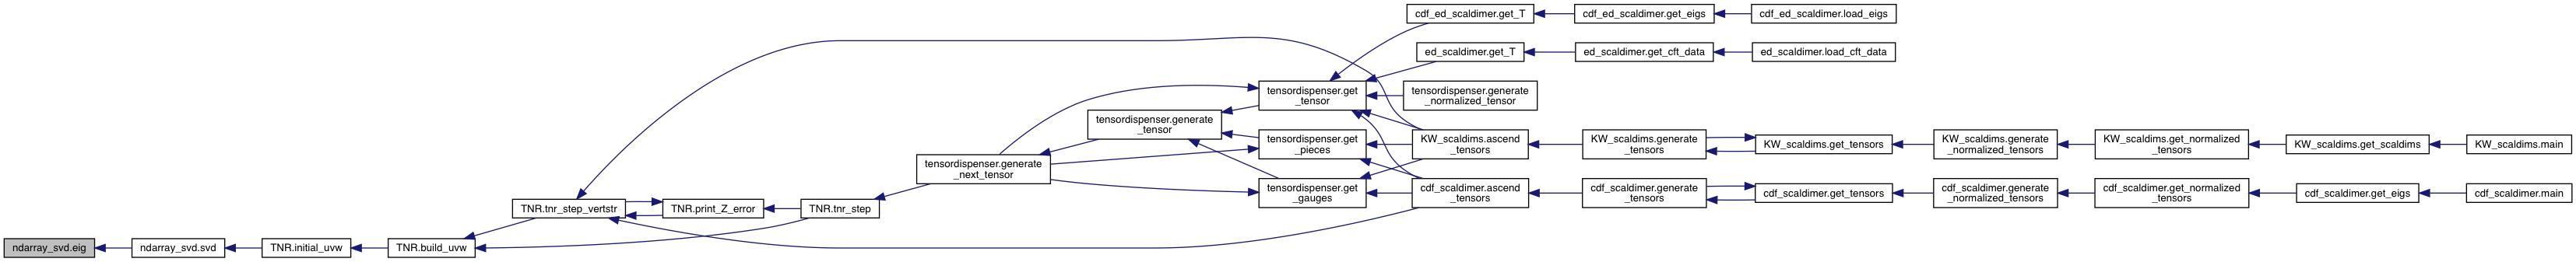 cdf_ed_scaldimer.get_T
cdf_ed_scaldimer.get_eigs
cdf_ed_scaldimer.load_eigs
ed_scaldimer.get_T
ed_scaldimer.get_cft_data
ed_scaldimer.load_cft_data
tensordispenser.get
_tensor
tensordispenser.generate
_normalized_tensor
tensordispenser.generate
_tensor
tensordispenser.get
_pieces
KW_scaldims.ascend
_tensors
KW_scaldims.generate
_tensors
KW_scaldims.get_tensors
KW_scaldims.generate
_normalized_tensors
KW_scaldims.get_normalized
_tensors
KW_scaldims.get_scaldims
KW_scaldims.main
tensordispenser.generate
_next_tensor
tensordispenser.get
_gauges
cdf_scaldimer.ascend
_tensors
cdf_scaldimer.generate
_tensors
cdf_scaldimer.get_tensors
cdf_scaldimer.generate
_normalized_tensors
cdf_scaldimer.get_normalized
_tensors
cdf_scaldimer.get_eigs
cdf_scaldimer.main
TNR.tnr_step_vertstr
TNR.print_Z_error
TNR.tnr_step
ndarray_svd.eig
ndarray_svd.svd
TNR.initial_uvw
TNR.build_uvw